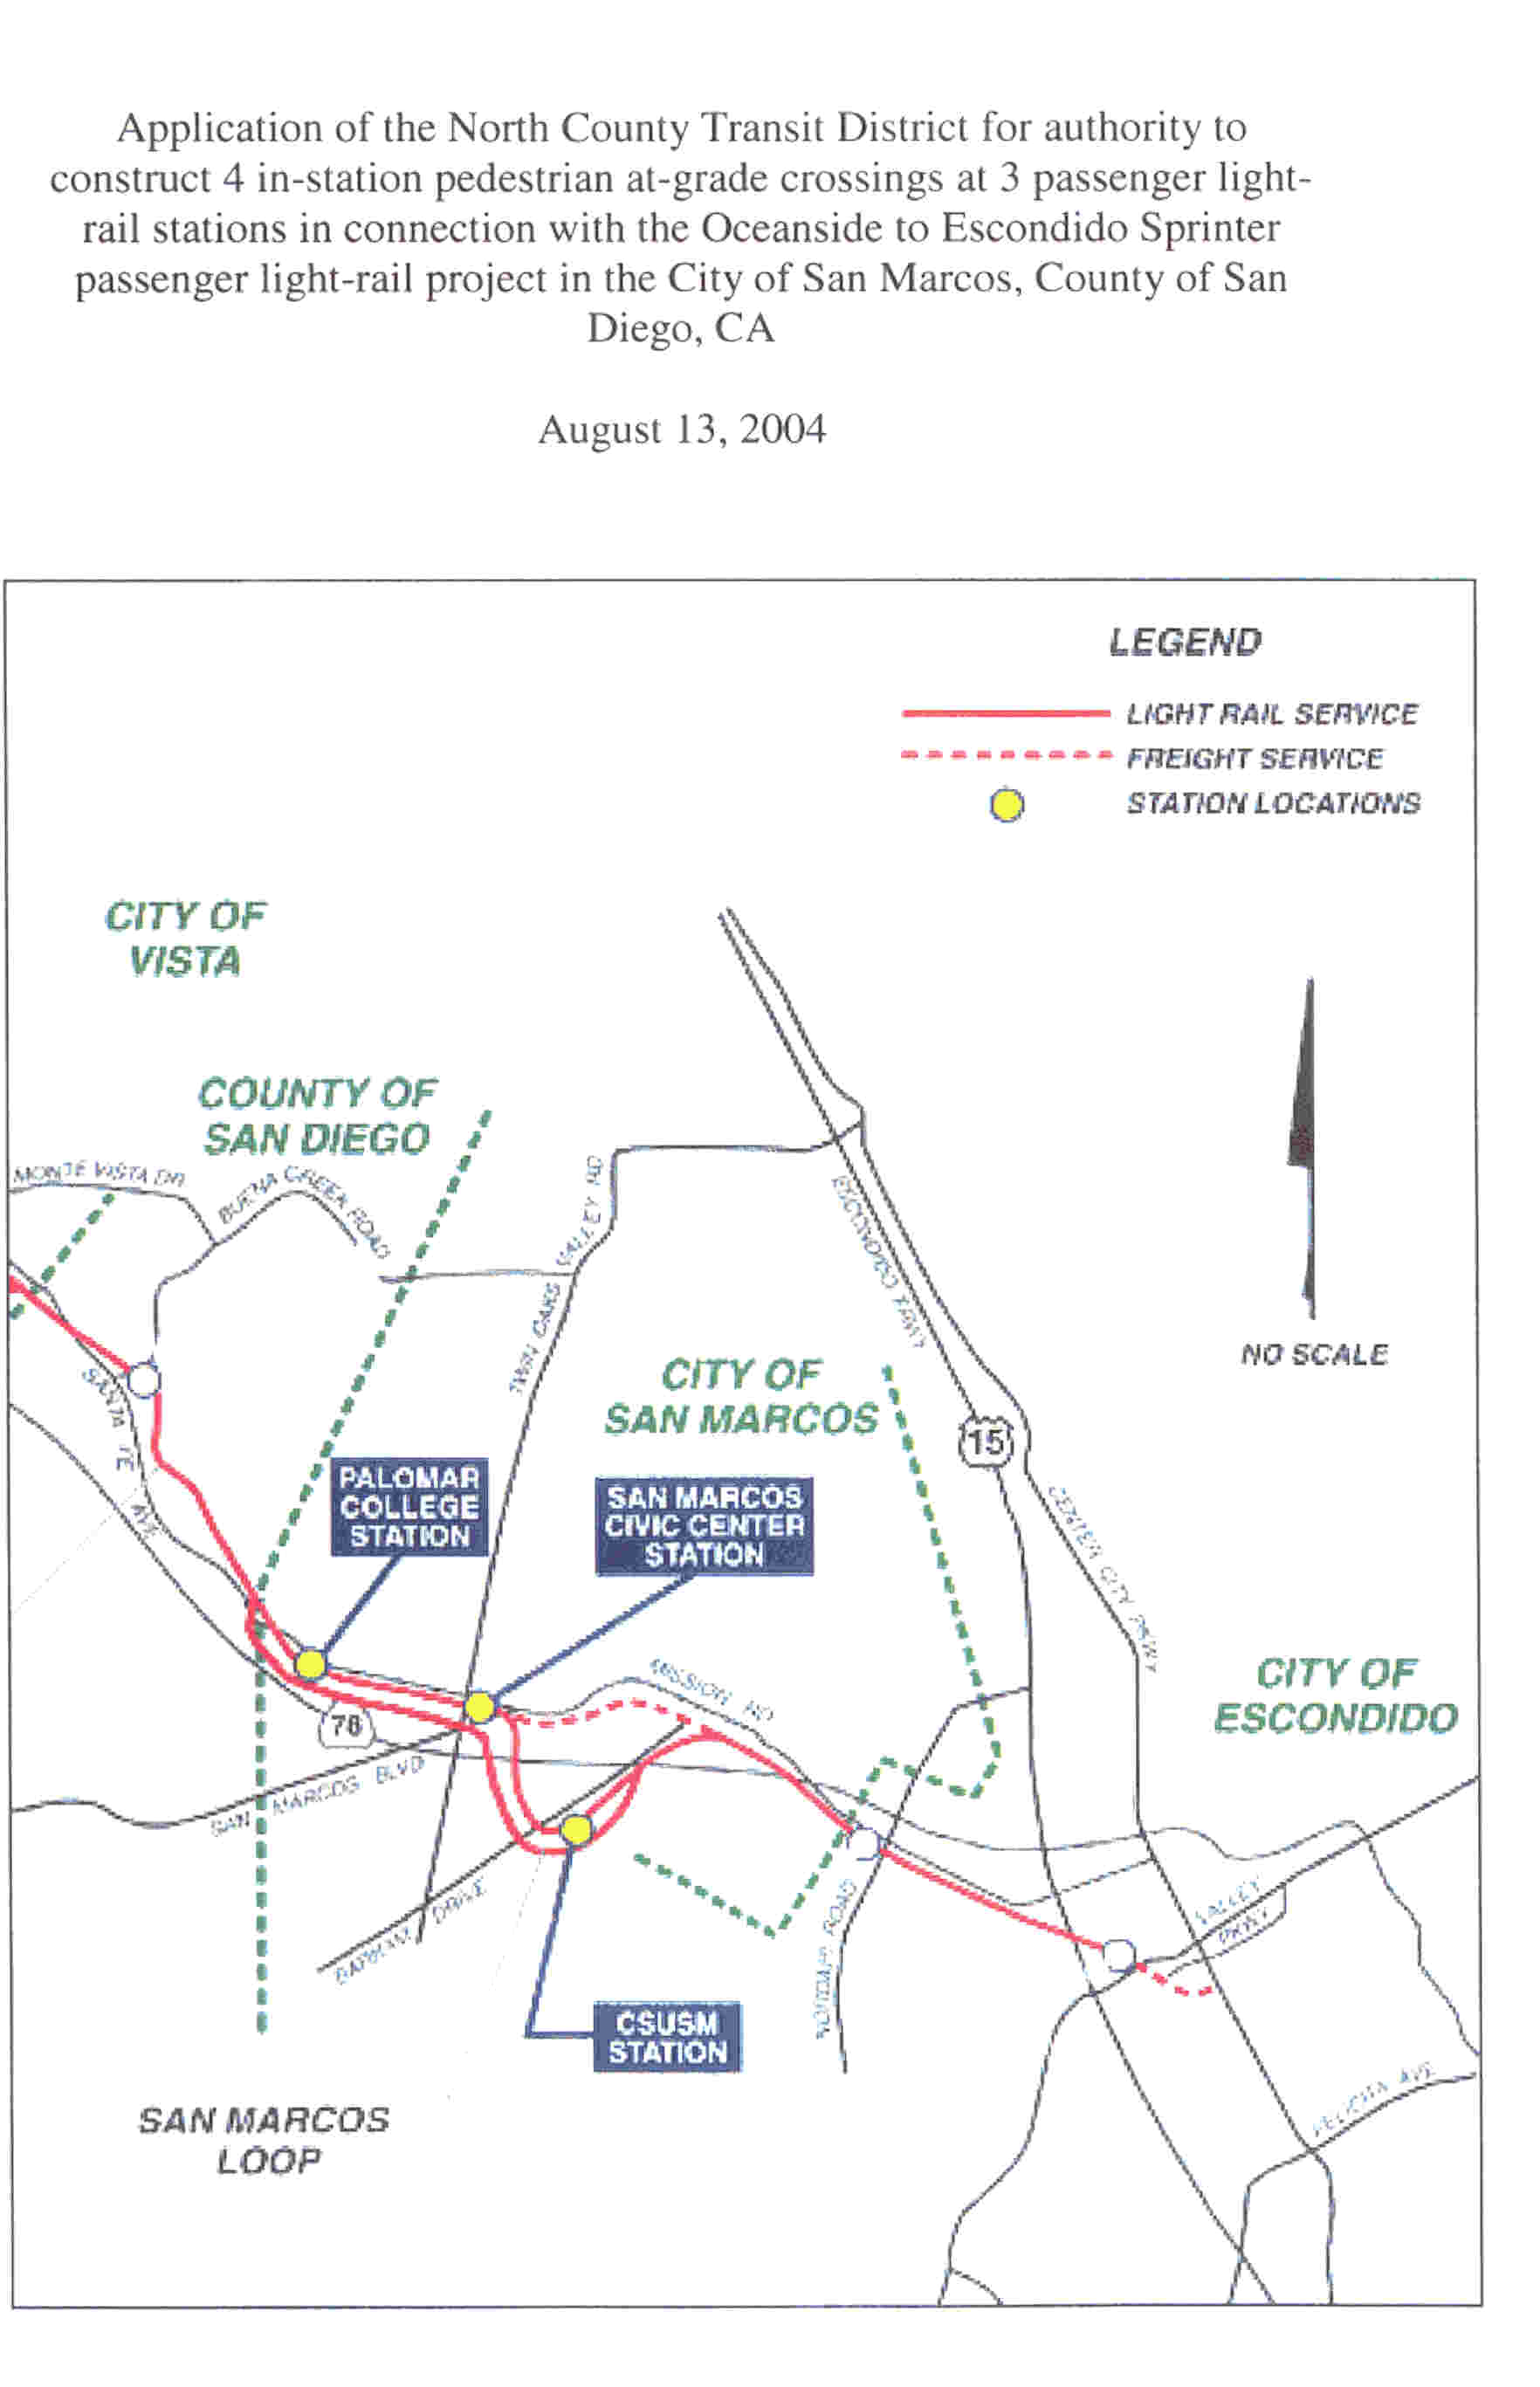 Application of the North County Transit District for authority to
construct 4 in-station pedestrian at-grade crossings at 3 passenger light-
rail stations in connection with the Oceanside to Escondido Sprinter
passenger light-rail project in the City of San Marcos, County of San
Diego, CA
August 13, 2004
LEGEND
LIGHT RAIL SERVICE
FREIGHT SERVICE
STATION LOCATIONS
CITY OF
VISTA
COUNTY OF
SAN DIEGO
MONTE VISTA DR
BUENA CREEK ROAD
TWIN OAKS VALLEY RD
ESCONDIDO FRWY
NO SCALE
CITY OF
SAN MARCOS
15
SANTA FE AVE
CENTER CITY PKWY
PALOMAR
COLLEGE
STATION
SAN MARCOS
CIVIC CENTER
STATION
MISSION RD
CITY OF
ESCONDIDO
78
SAN MARCOS BLVD
BARHAM DRIVE
NORDAHL ROAD
VALLEY
PKWY
CSUSM
STATION
FELICITA AVE
SAN MARCOS
LOOP